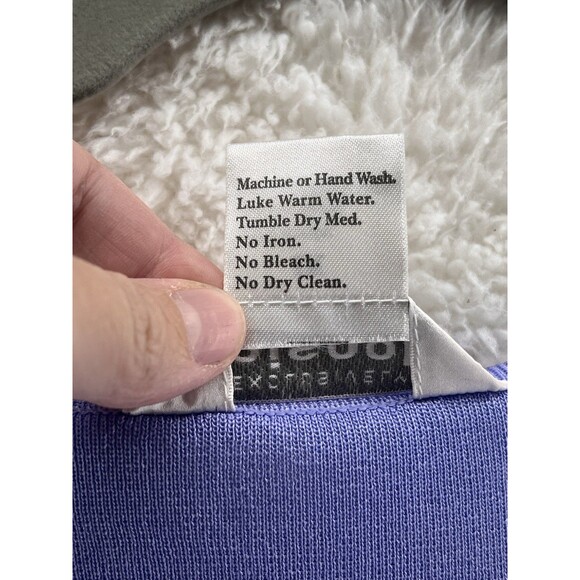 Machine or Hand Wash.
Luke Warm Water.
Tumble Dry Med.
No Iron.
No Bleach.
No Dry Clean.